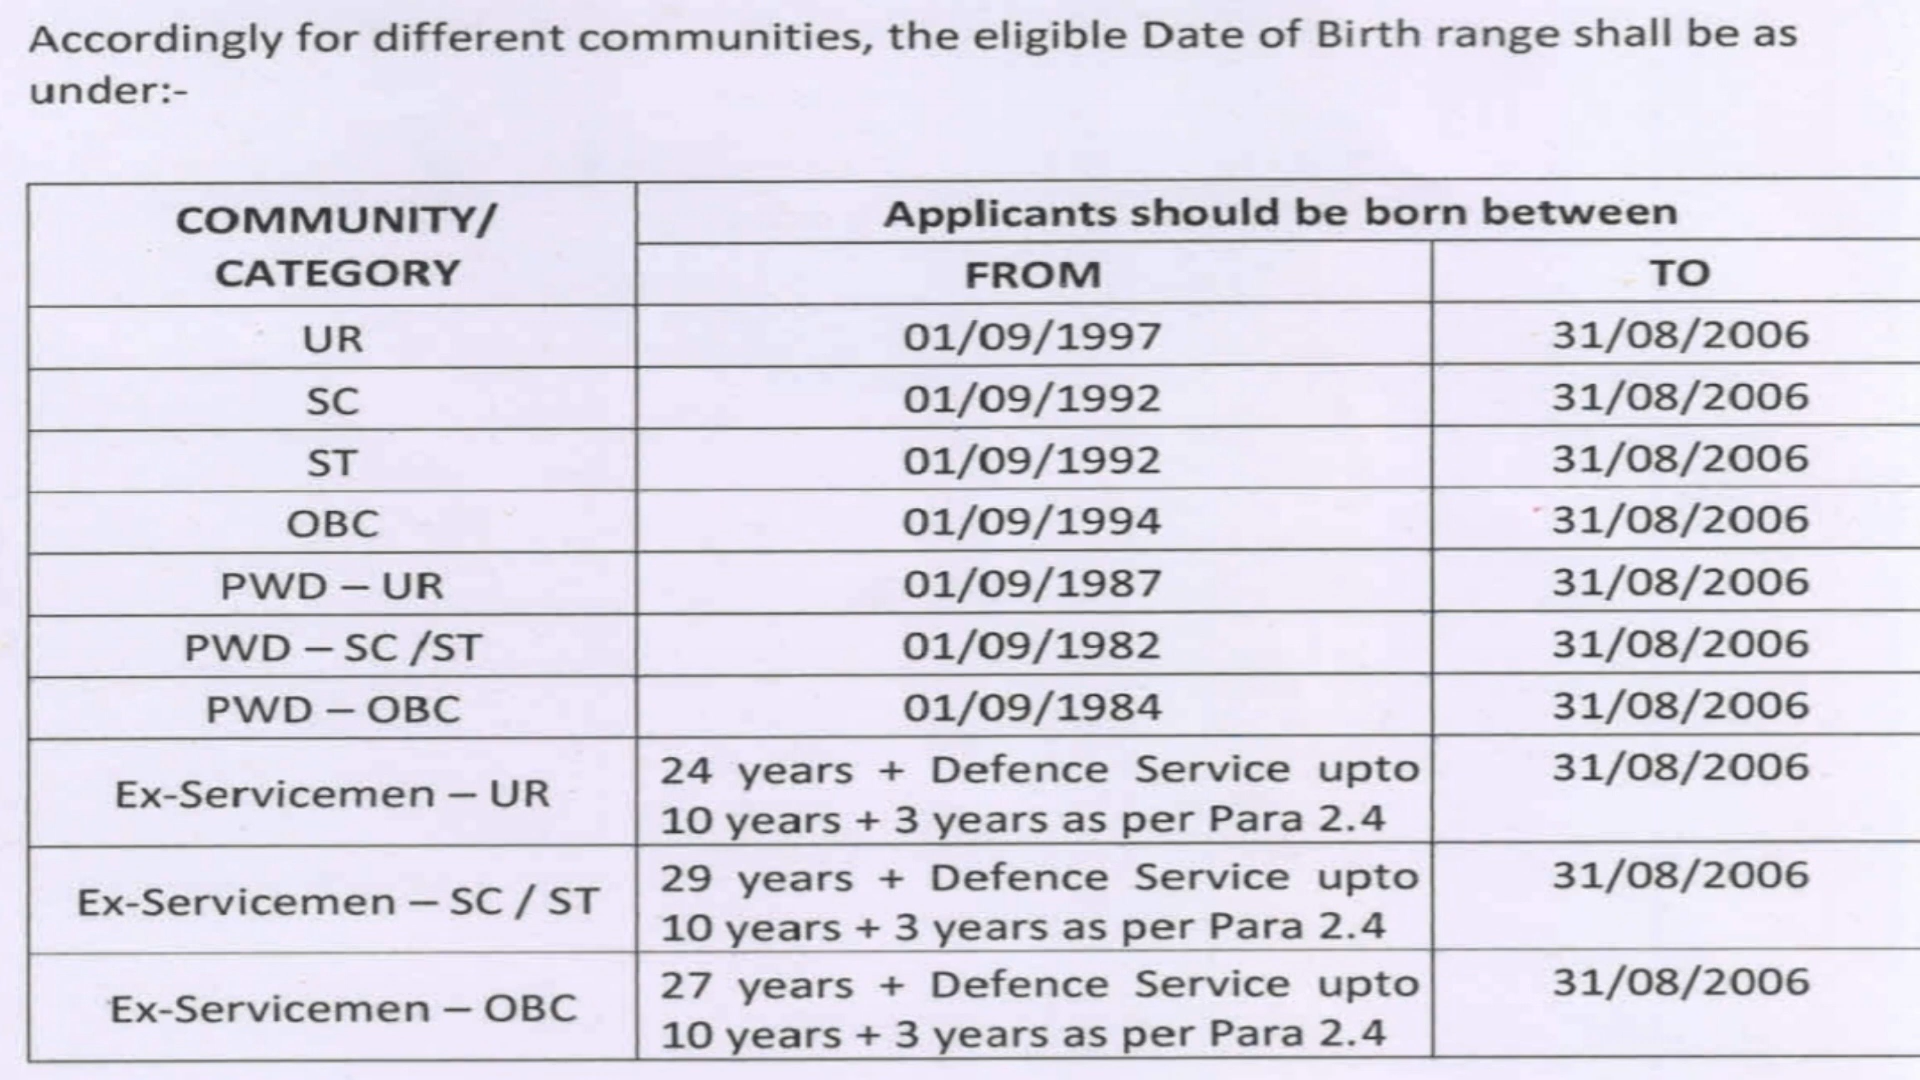 Accordingly for different communities, the eligible Date of Birth range shall be as
under:-
COMMUNITY/
CATEGORY
Applicants should be born between
FROM
TO
UR
01/09/1997
31/08/2006
SC
01/09/1992
31/08/2006
ST
01/09/1992
31/08/2006
OBC
01/09/1994
31/08/2006
PWD – UR
01/09/1987
31/08/2006
PWD – SC /ST
01/09/1982
31/08/2006
PWD – OBC
01/09/1984
31/08/2006
Ex-Servicemen – UR
24 years + Defence Service upto
10 years + 3 years as per Para 2.4
31/08/2006
Ex-Servicemen – SC / ST
29 years + Defence Service upto
10 years + 3 years as per Para 2.4
31/08/2006
Ex-Servicemen – OBC
27 years + Defence Service upto
10 years + 3 years as per Para 2.4
31/08/2006